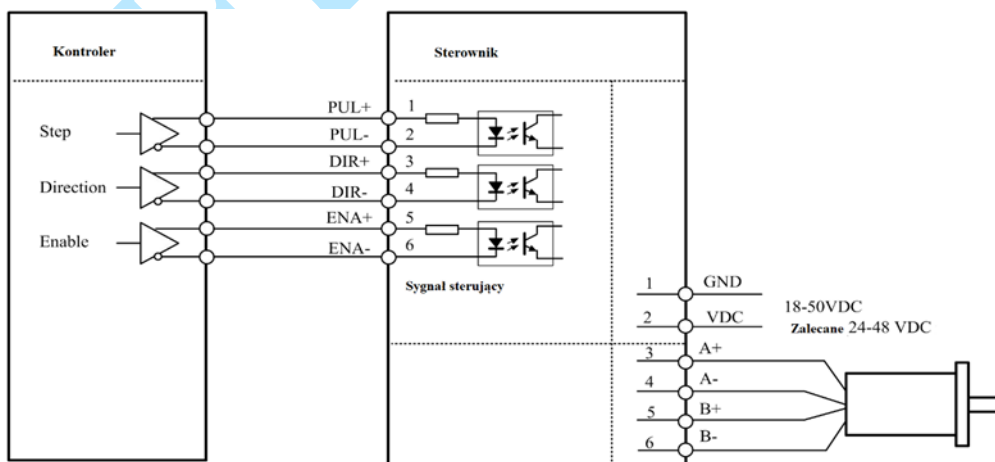 Kontroler
Sterownik
Step
PUL+
1
PUL-
2
Direction
DIR+
3
DIR-
4
Enable
ENA+
5
ENA-
6
Sygnał sterujący
1
GND
2
VDC
18-50VDC
Zalecane 24-48 VDC
3
A+
4
A-
5
B+
6
B-